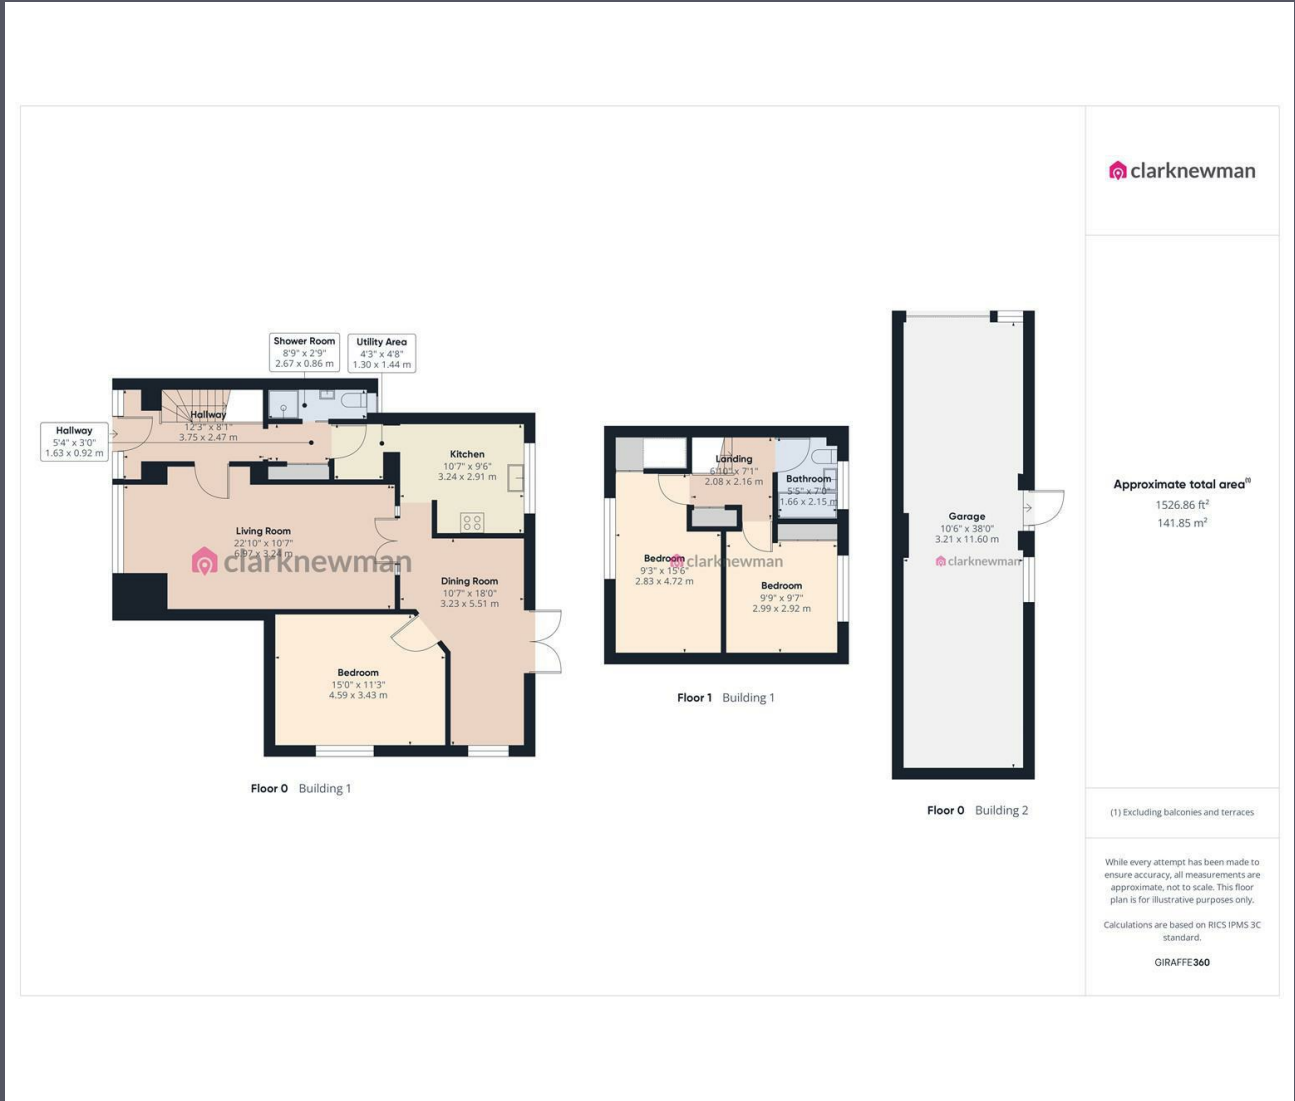 clarknewman
Shower Room
8'9" x 2'9"
2.67 x 0.86 m
Utility Area
4'3" x 4'8"
1.30 x 1.44 m
Hallway
12'3" x 8'1"
3.75 x 2.47 m
Hallway
5'4" x 3'0"
1.63 x 0.92 m
Kitchen
10'7" x 9'6"
3.24 x 2.91 m
Living Room
22'10" x 10'7"
6.97 x 3.24 m
clarknewman
Dining Room
10'7" x 18'0"
3.23 x 5.51 m
Bedroom
15'0" x 11'3"
4.59 x 3.43 m
Floor 0 Building 1
Landing
6'10" x 7'1"
2.08 x 2.16 m
Bathroom
5'5" x 7'0"
1.66 x 2.15 m
Bedroom
9'3" x 15'6"
2.83 x 4.72 m
clarknewman
Bedroom
9'9" x 9'7"
2.99 x 2.92 m
Floor 1 Building 1
Garage
10'6" x 38'0"
3.21 x 11.60 m
clarknewman
Floor 0 Building 2
Approximate total area(1)
1526.86 ft²
141.85 m²
(1) Excluding balconies and terraces
While every attempt has been made to
ensure accuracy, all measurements are
approximate, not to scale. This floor
plan is for illustrative purposes only.
Calculations are based on RICS IPMS 3C
standard.
GIRAFFE360